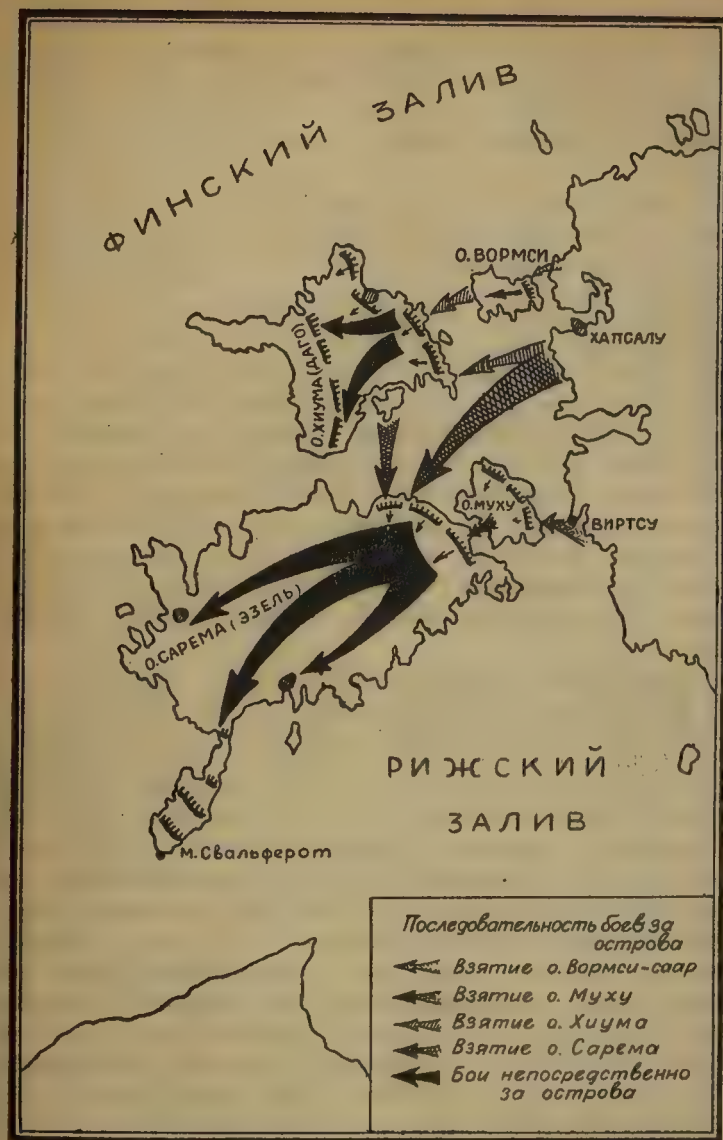 ФИНСКИЙ ЗАЛИВ
О. ВОРМСИ
ХАПСАЛУ
О. ХИУМА (ДАГО)
О. МУХУ
ВИРТСУ
О. САРЕМА (ЭЗЕЛЬ)
РИЖСКИЙ
ЗАЛИВ
м. Свальферот
Последовательность боев за
острова
Взятие о. Вормси-саар
Взятие о. Муху
Взятие о. Хиума
Взятие о. Сарема
Бои непосредственно
за острова